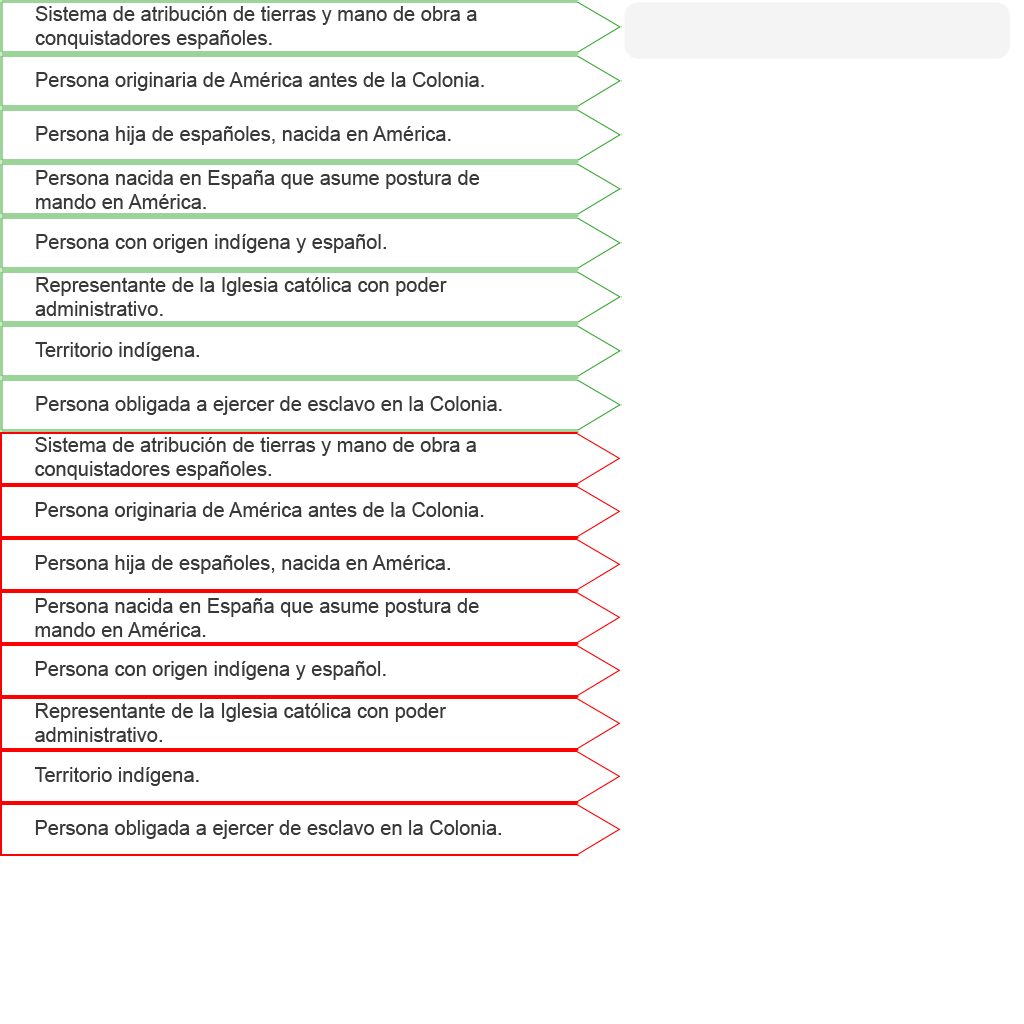 Sistema de atribución de tierras y mano de obra a
conquistadores españoles.
Persona originaria de América antes de la Colonia.
Persona hija de españoles, nacida en América.
Persona nacida en España que asume postura de
mando en América.
Persona con origen indígena y español.
Representante de la Iglesia católica con poder
administrativo.
Territorio indígena.
Persona obligada a ejercer de esclavo en la Colonia.
Sistema de atribución de tierras y mano de obra a
conquistadores españoles.
Persona originaria de América antes de la Colonia.
Persona hija de españoles, nacida en América.
Persona nacida en España que asume postura de
mando en América.
Persona con origen indígena y español.
Representante de la Iglesia católica con poder
administrativo.
Territorio indígena.
Persona obligada a ejercer de esclavo en la Colonia.